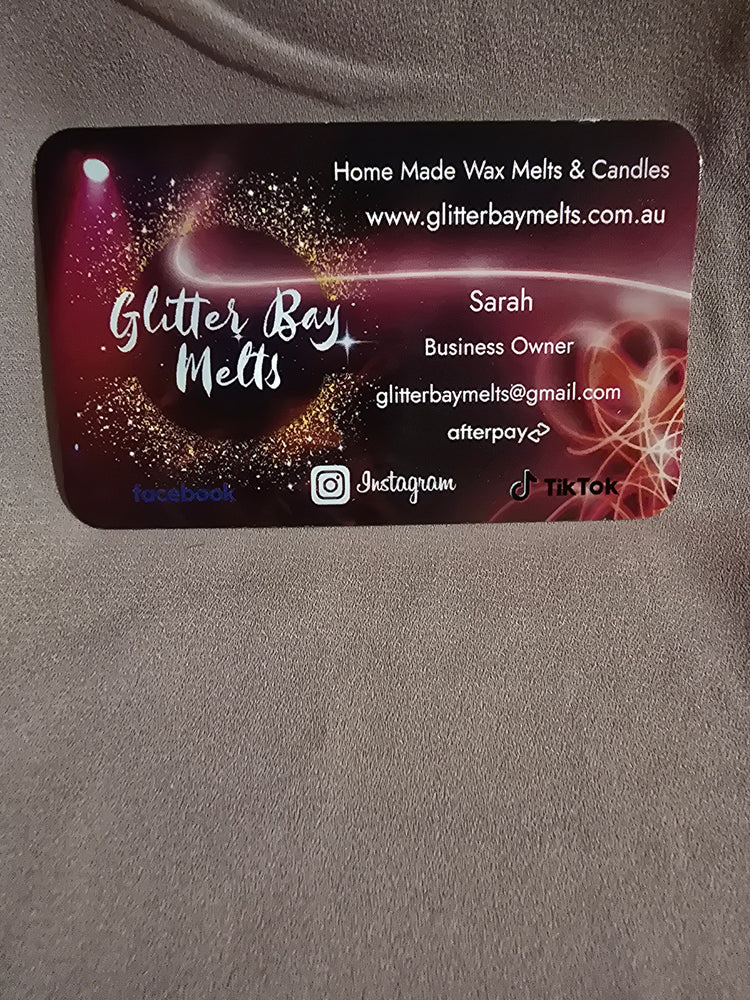 Home Made Wax Melts & Candles
www.glitterbaymelts.com.au
Glitter Bay
Melts
Sarah
Business Owner
glitterbaymelts@gmail.com
afterpay
facebook
Instagram
TikTok